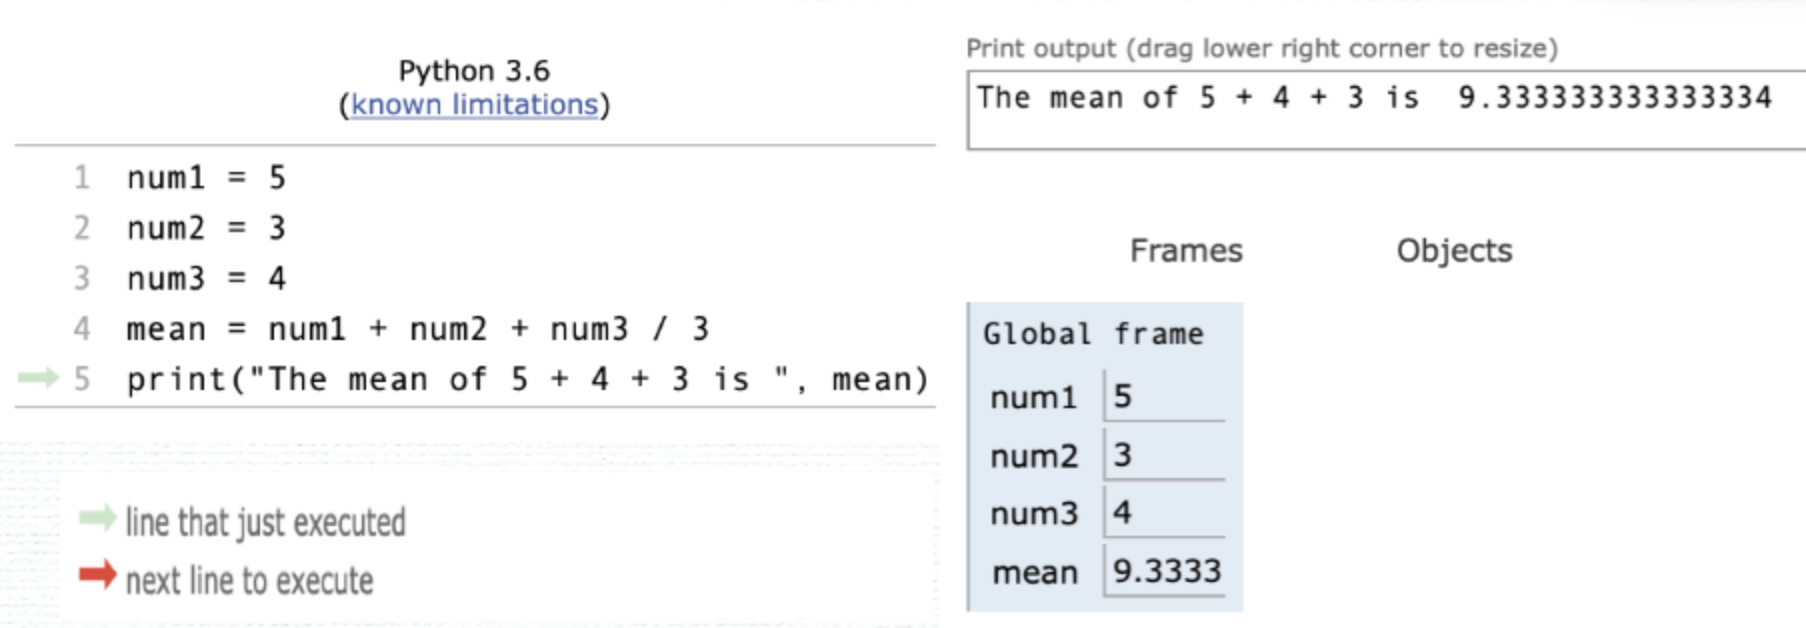 Python 3.6
(known limitations)
1 num1 = 5
2 num2 = 3
3 num3 = 4
4 mean = num1 + num2 + num3 / 3
5 print("The mean of 5 + 4 + 3 is ", mean)
line that just executed
next line to execute
Print output (drag lower right corner to resize)
The mean of 5 + 4 + 3 is  9.333333333333334
Frames Objects
Global frame
num1 5
num2 3
num3 4
mean 9.3333